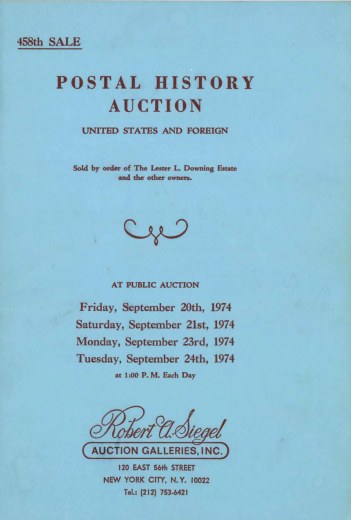 458th SALE
POSTAL HISTORY
AUCTION
UNITED STATES AND FOREIGN
Sold by order of The Lester L. Downing Estate
and the other owners.
AT PUBLIC AUCTION
Friday, September 20th, 1974
Saturday, September 21st, 1974
Monday, September 23rd, 1974
Tuesday, September 24th, 1974
at 1:00 P. M. Each Day
Robert A. Siegel
AUCTION GALLERIES, INC.
120 EAST 56th STREET
NEW YORK CITY, N. Y. 10022
Tel.: (212) 753-6421